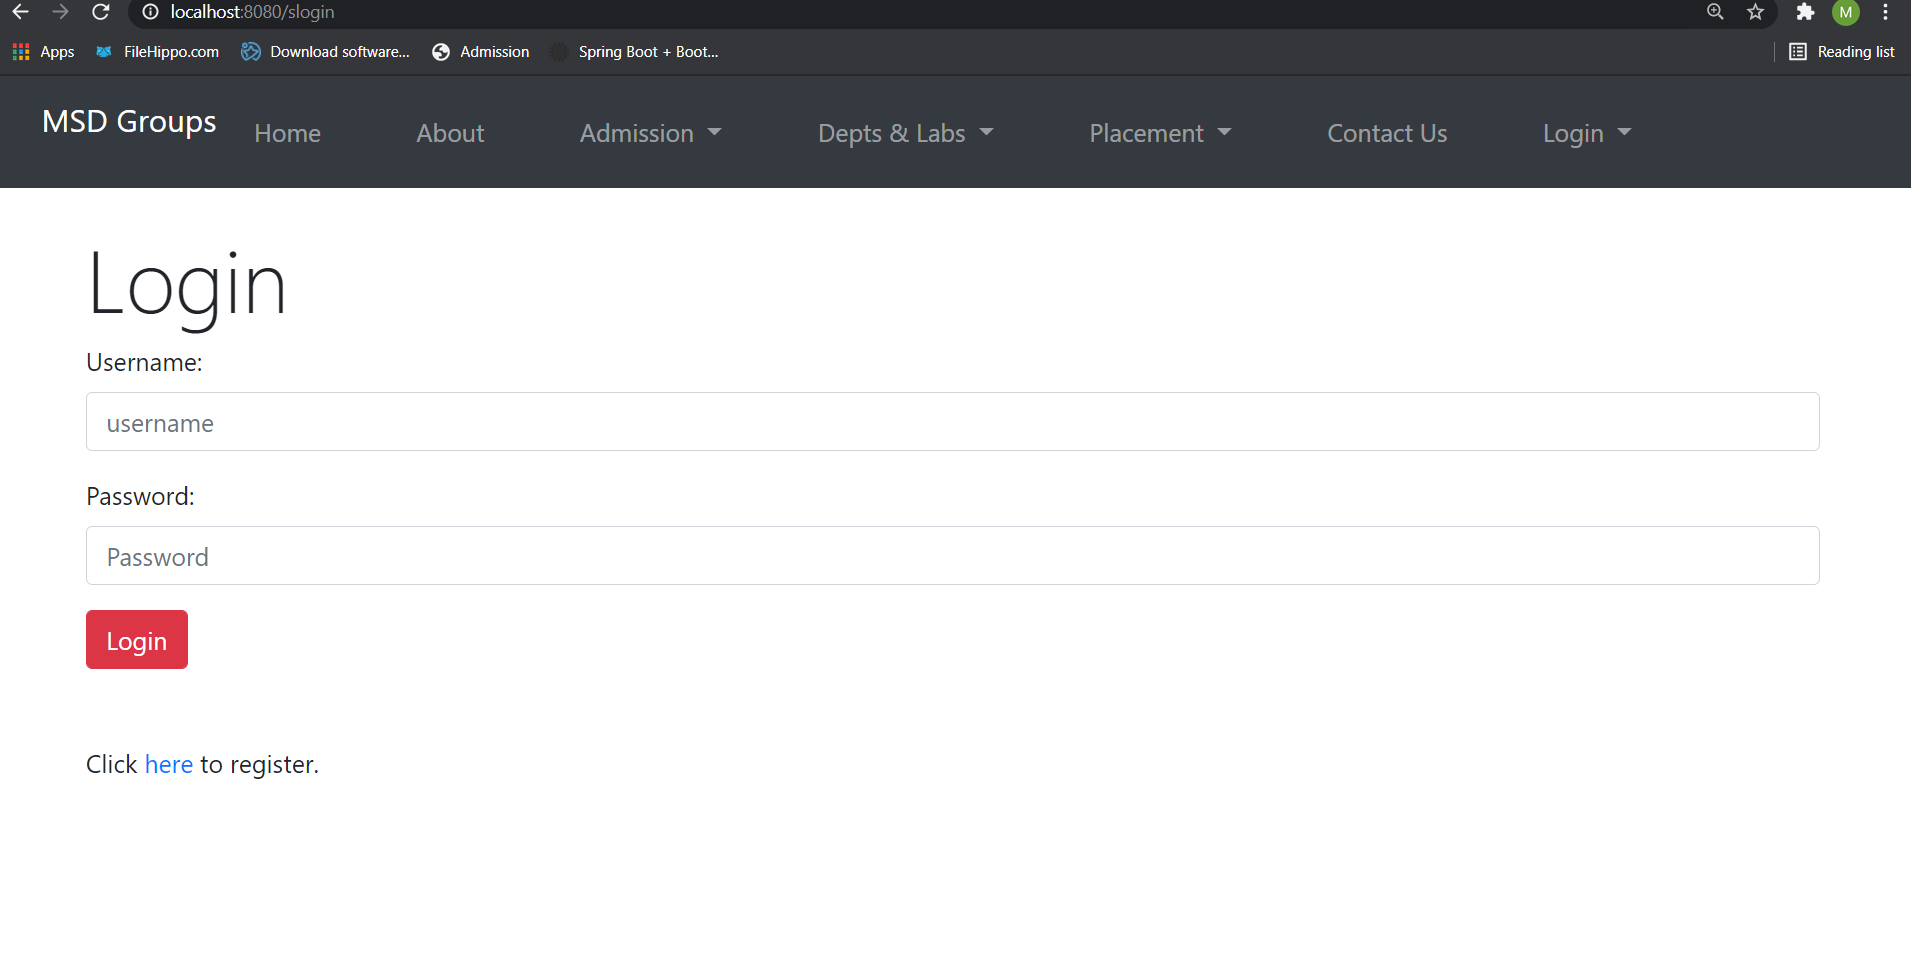 localhost:8080/slogin
M
Apps FileHippo.com Download software... Admission Spring Boot + Boot... Reading list
MSD Groups Home About Admission Depts & Labs Placement Contact Us Login
Login
Username:
username
Password:
Password
Login
Click here to register.